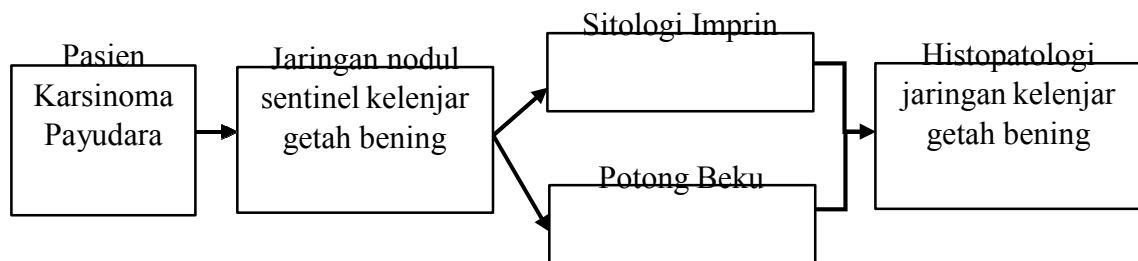 Pasien
Karsinoma
Payudara
Jaringan nodul
sentinel kelenjar
getah bening
Sitologi Imprin
Potong Beku
Histopatologi
jaringan kelenjar
getah bening